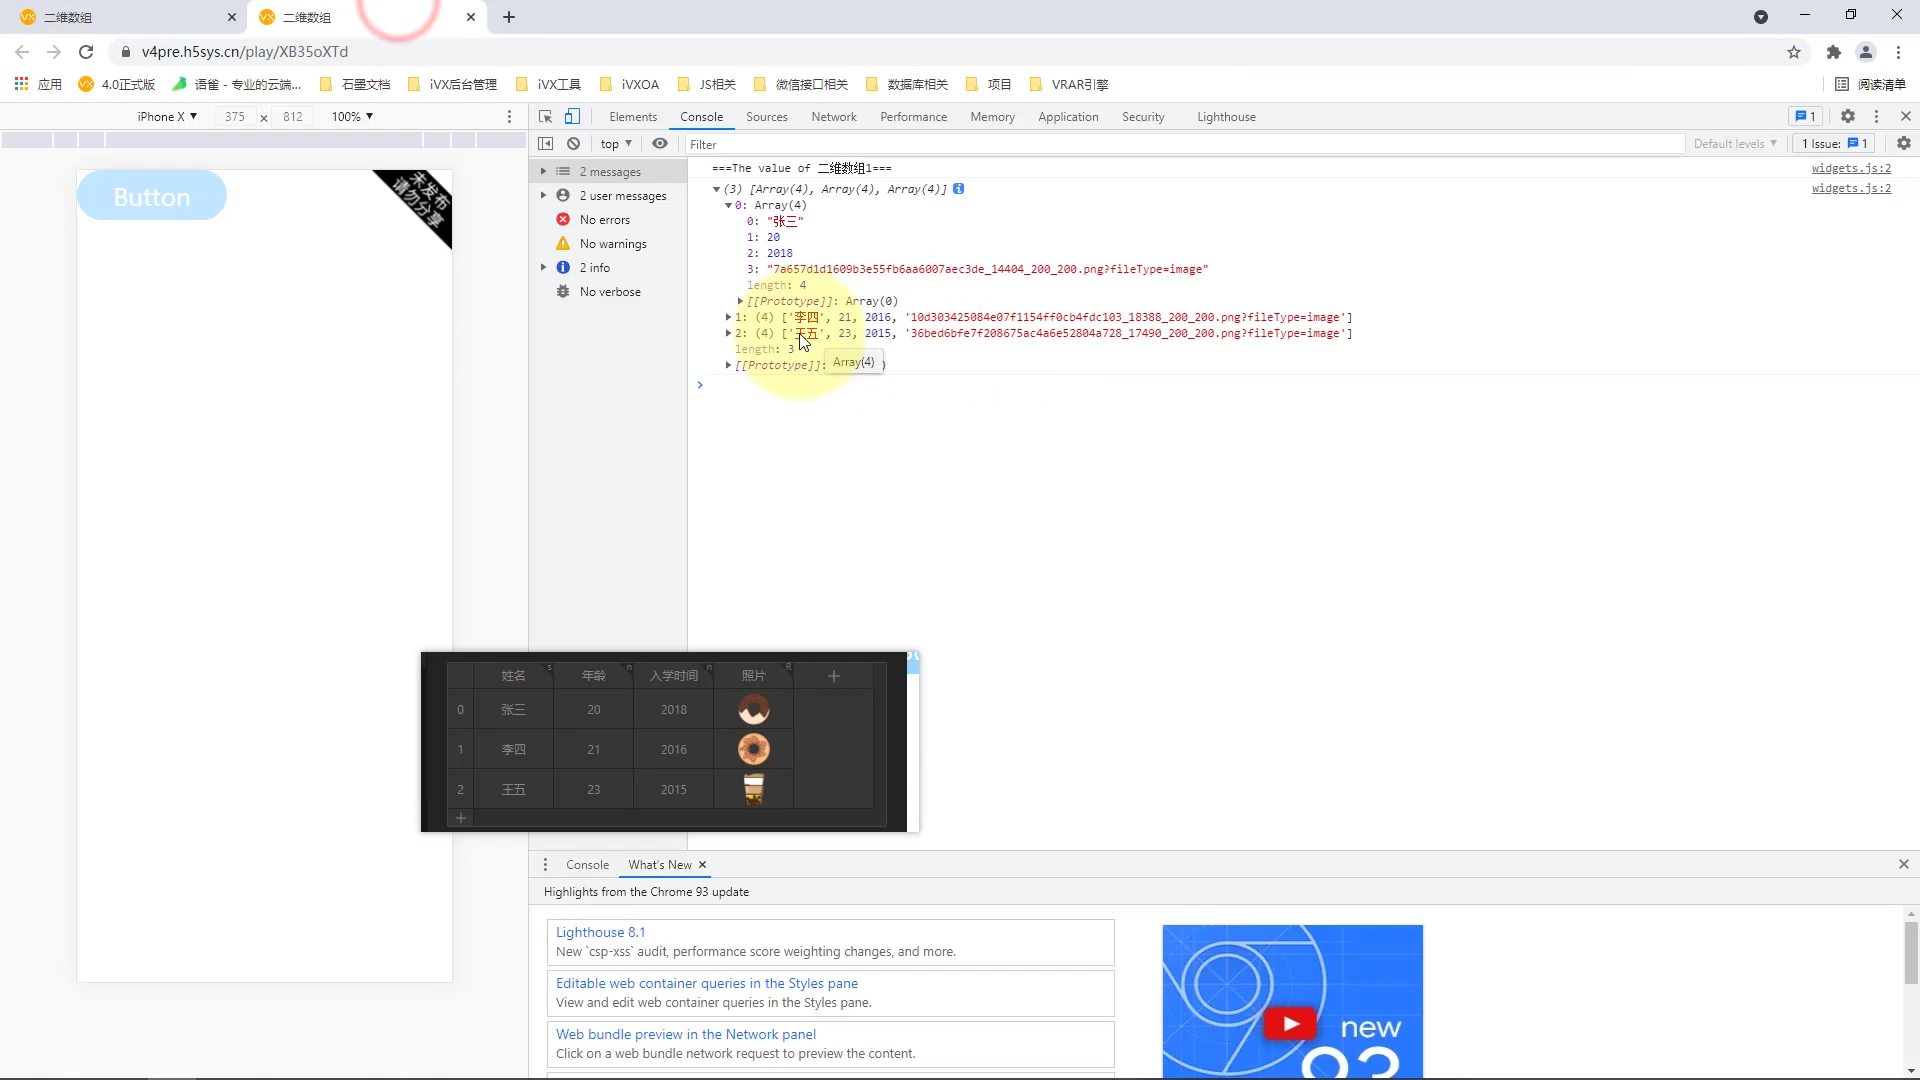 二维数组
二维数组
v4pre.h5sys.cn/play/XB35oXTd
应用 4.0正式版 语雀 - 专业的云端... 石墨文档 iVX后台管理 iVX工具 iVXOA JS相关 微信接口相关 数据库相关 项目 VRAR引擎 阅读清单
iPhone X ▼ 375 x 812 100% ▼
Elements Console Sources Network Performance Memory Application Security Lighthouse 1
top ▼ Filter Default levels ▼ 1 Issue: 1
Button
未发布
请勿分享
2 messages
2 user messages
No errors
No warnings
2 info
No verbose
===The value of 二维数组1=== widgets.js:2
(3) [Array(4), Array(4), Array(4)] widgets.js:2
0: Array(4)
0: "张三"
1: 20
2: 2018
3: "7a657d1d1609b3e55fb6aa6007aec3de_14404_200_200.png?fileType=image"
length: 4
[[Prototype]]: Array(0)
1: (4) ['李四', 21, 2016, '10d303425084e07f1154ff0cb4fdc103_18388_200_200.png?fileType=image']
2: (4) ['王五', 23, 2015, '36bed6bfe7f208675ac4a6e52804a728_17490_200_200.png?fileType=image']
length: 3
[[Prototype]]: )
Array(4)
姓名 s 年龄 n 入学时间 n 照片 R
0 张三 20 2018
1 李四 21 2016
2 王五 23 2015
Console What's New
Highlights from the Chrome 93 update
Lighthouse 8.1
New `csp-xss` audit, performance score weighting changes, and more.
Editable web container queries in the Styles pane
View and edit web container queries in the Styles pane.
Web bundle preview in the Network panel
Click on a web bundle network request to preview the content.
new
93